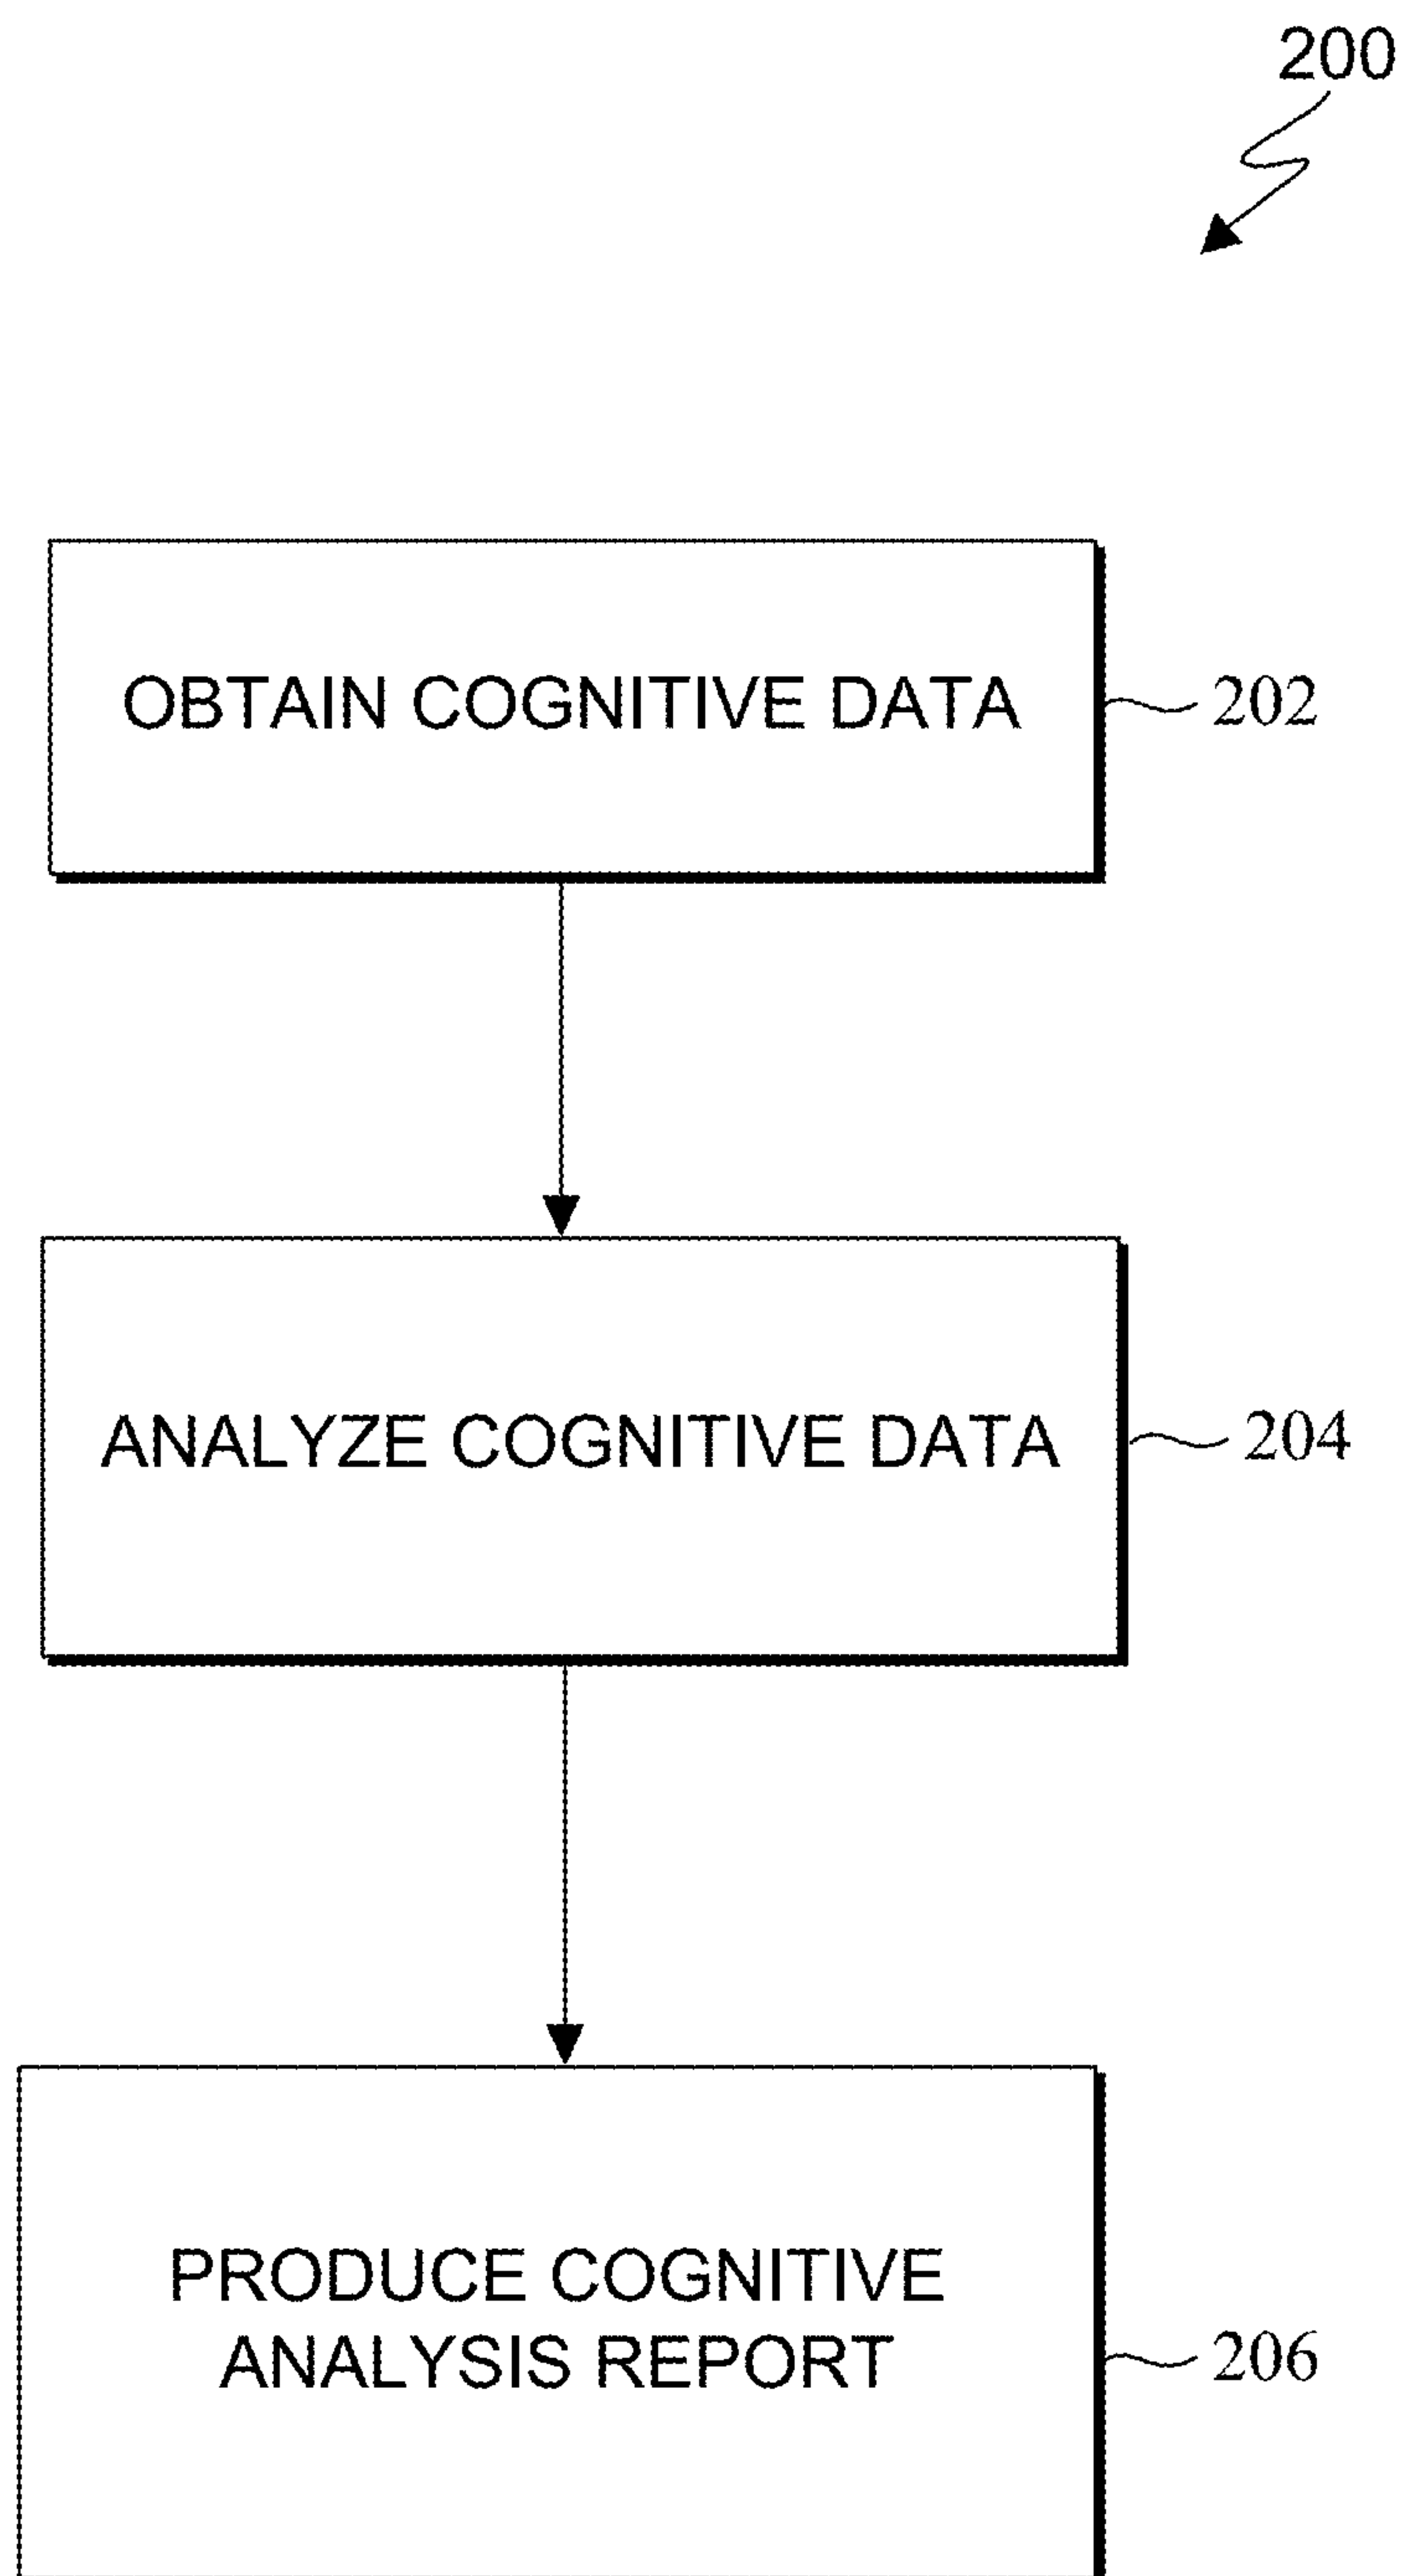 200
OBTAIN COGNITIVE DATA
202
ANALYZE COGNITIVE DATA
204
PRODUCE COGNITIVE
ANALYSIS REPORT
206